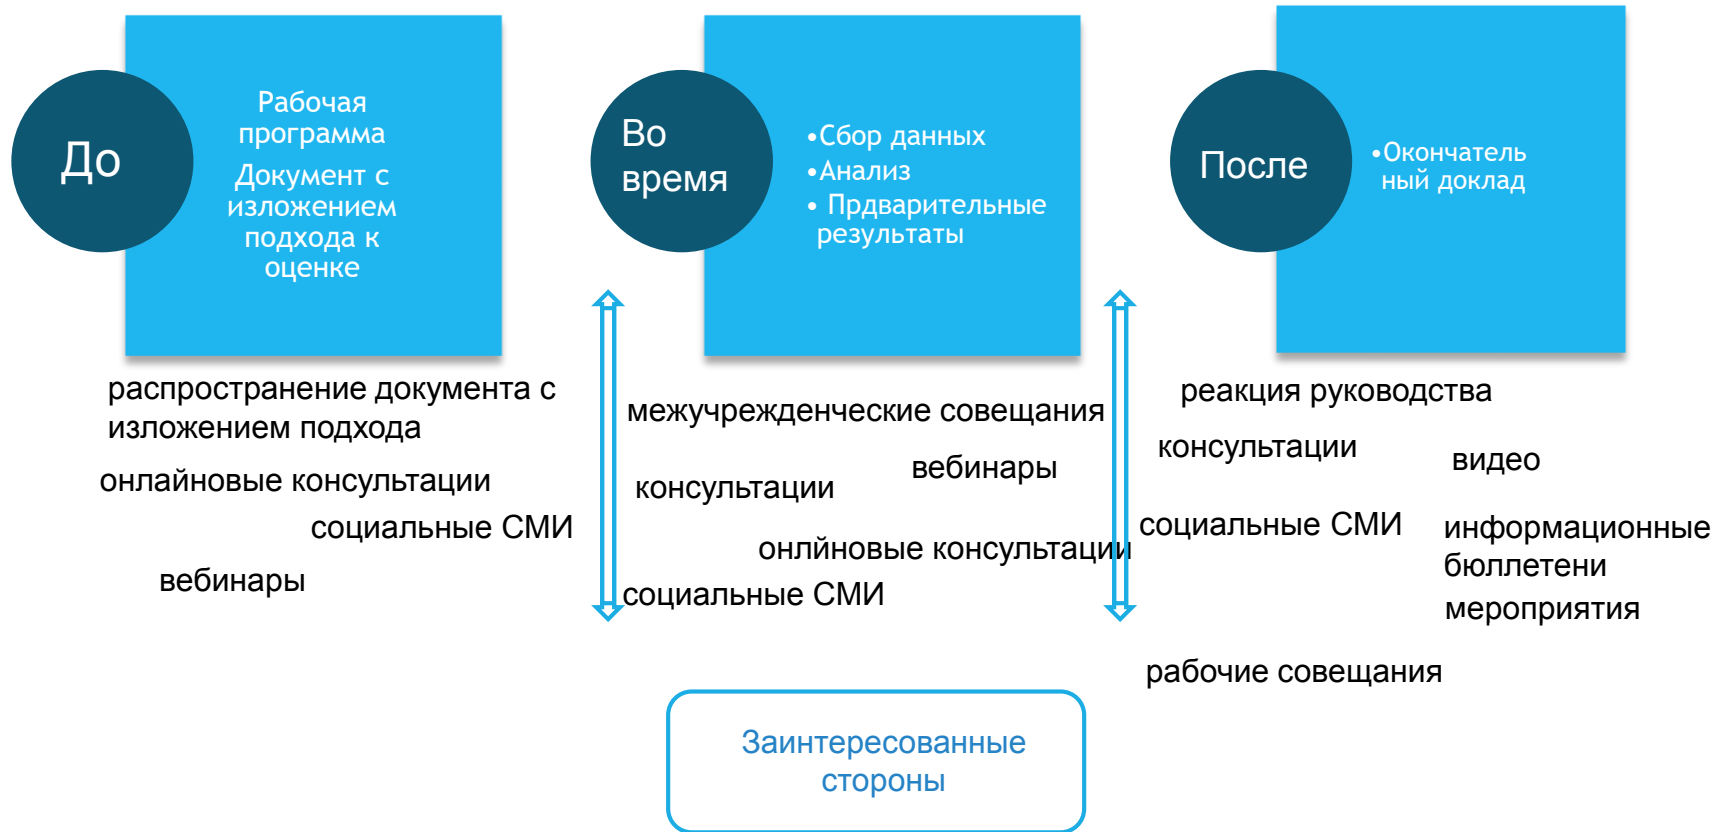 До
Рабочая
программа
Документ с
изложением
подхода к
оценке
распространение документа с
изложением подхода
онлайновые консультации
социальные СМИ
вебинары
Во
время
•Сбор данных
•Анализ
• Прдварительные
результаты
межучрежденческие совещания
вебинары
консультации
онлйновые консультации
социальные СМИ
После
•Окончатель
ный доклад
реакция руководства
консультации
видео
социальные СМИ
информационные
бюллетени
мероприятия
рабочие совещания
Заинтересованные
стороны